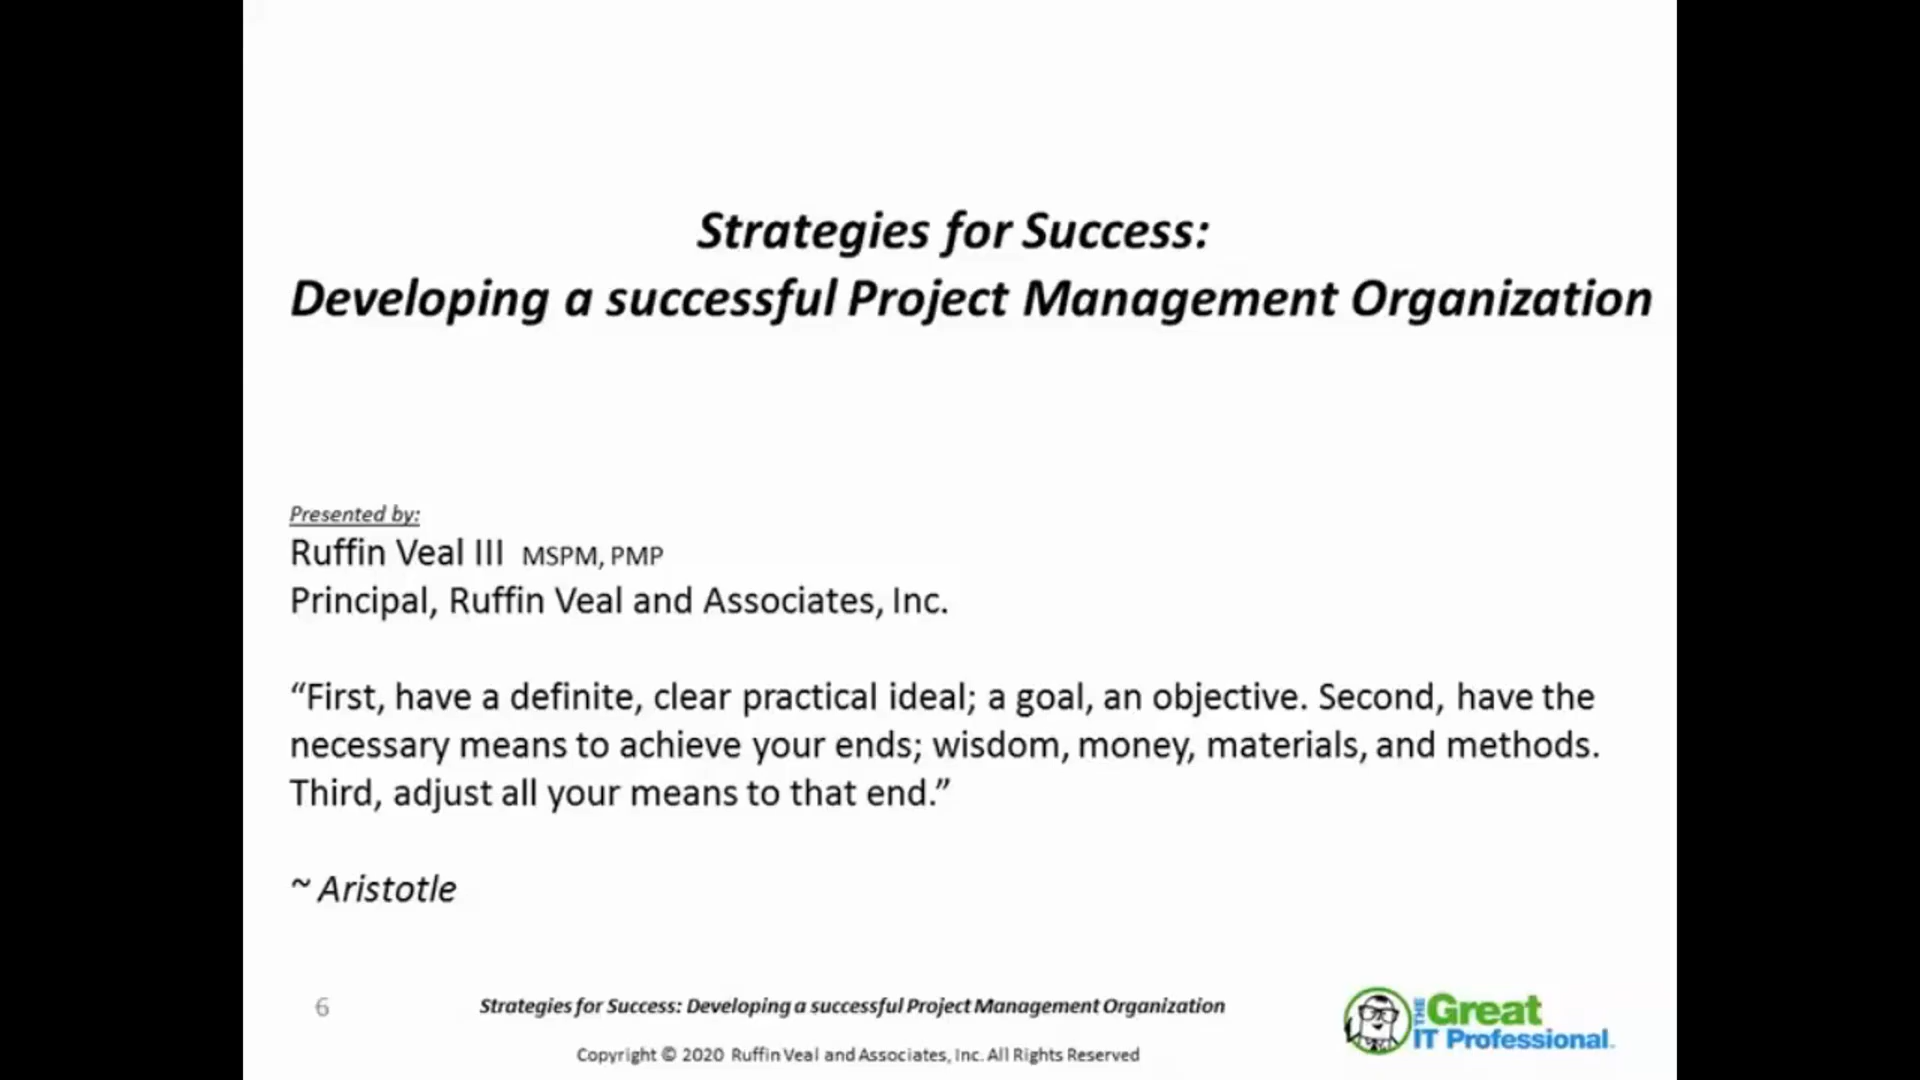 Strategies for Success:
Developing a successful Project Management Organization
Presented by:
Ruffin Veal III MSPM, PMP
Principal, Ruffin Veal and Associates, Inc.
“First, have a definite, clear practical ideal; a goal, an objective. Second, have the
necessary means to achieve your ends; wisdom, money, materials, and methods.
Third, adjust all your means to that end.”
~ Aristotle
6
Strategies for Success: Developing a successful Project Management Organization
Copyright © 2020 Ruffin Veal and Associates, Inc. All Rights Reserved
THE Great
IT Professional.